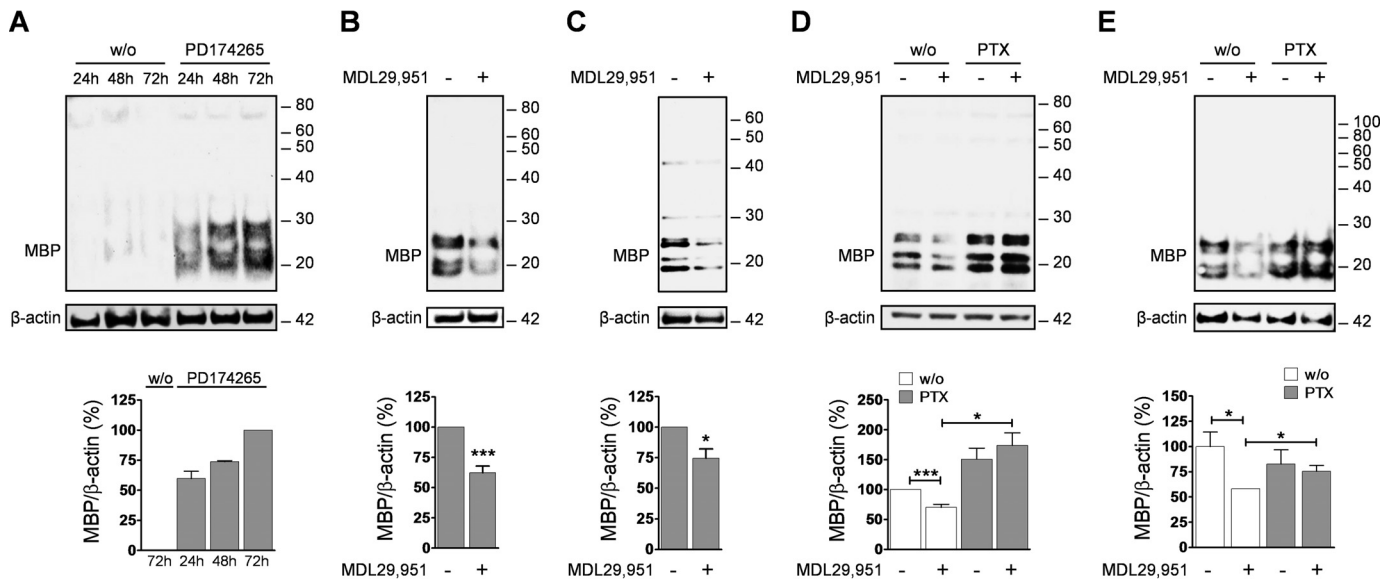 A
w/o PD174265
24h 48h 72h 24h 48h 72h
80
60
50
40
30
MBP
20
β-actin
42
w/o PD174265
MBP/β-actin (%)
125
100
75
50
25
0
72h 24h 48h 72h
B
MDL29,951 - +
80
60
50
40
30
MBP
20
β-actin
42
MBP/β-actin (%)
125
100
75
50
25
0
***
MDL29,951 - +
C
MDL29,951 - +
60
50
40
30
MBP
20
β-actin
42
MBP/β-actin (%)
125
100
75
50
25
0
*
MDL29,951 - +
D
w/o PTX
MDL29,951 - + - +
80
60
50
40
30
MBP
20
β-actin
42
w/o
PTX
MBP/β-actin (%)
250
200
150
100
50
0
***
*
MDL29,951 - + - +
E
w/o PTX
MDL29,951 - + - +
100
80
60
50
40
30
MBP
20
β-actin
42
w/o
PTX
MBP/β-actin (%)
150
125
100
75
50
25
0
*
*
MDL29,951 - + - +